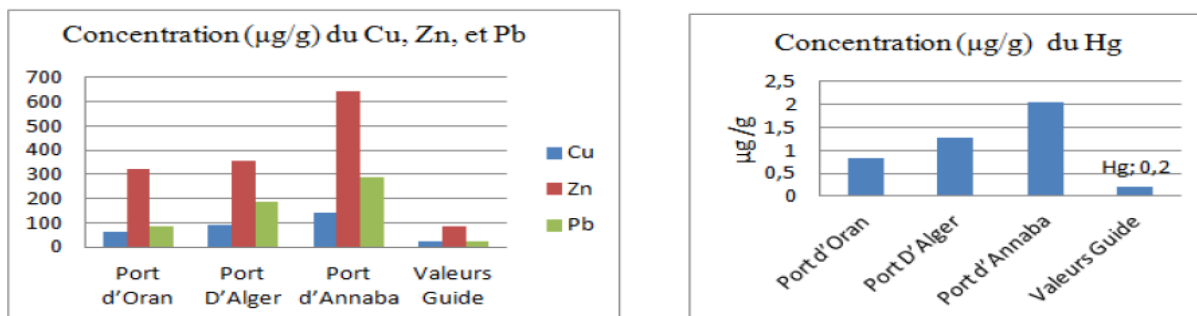 Concentration (µg/g) du Cu, Zn, et Pb
700
600
500
400
300
200
100
0
Port d'Oran
Port D'Alger
Port d'Annaba
Valeurs Guide
Cu
Zn
Pb
Concentration (µg/g) du Hg
µg/g
2,5
2
1,5
1
0,5
0
Hg; 0,2
Port d'Oran
Port D'Alger
Port d'Annaba
Valeurs Guide